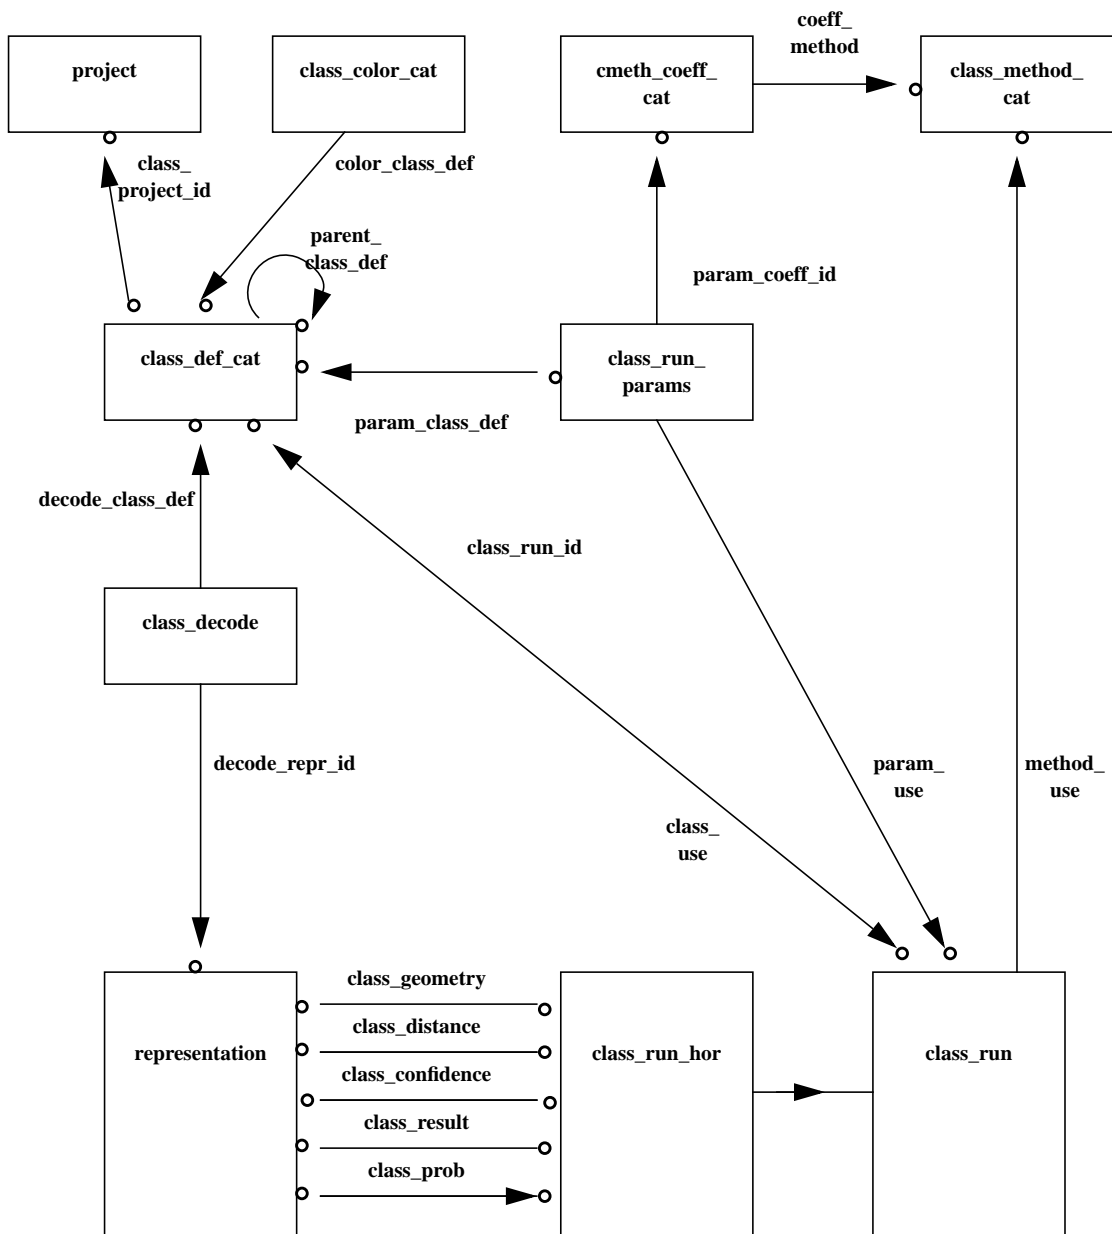 coeff_
method
project
class_color_cat
cmeth_coeff_
cat
class_method_
cat
class_
project_id
color_class_def
parent_
class_def
param_coeff_id
class_def_cat
class_run_
params
param_class_def
decode_class_def
class_run_id
class_decode
decode_repr_id
param_
use
method_
use
class_
use
class_geometry
class_distance
representation
class_run_hor
class_run
class_confidence
class_result
class_prob